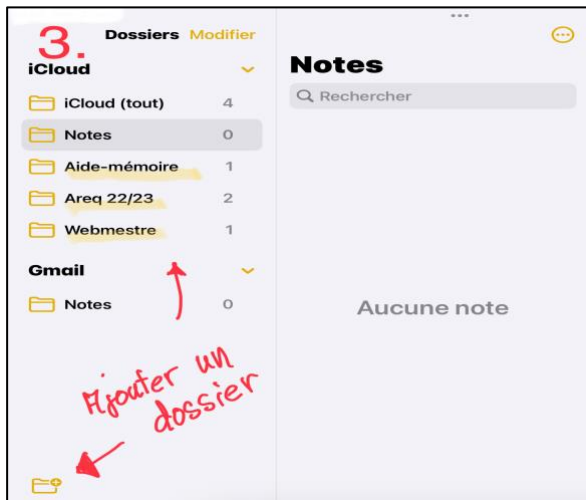 3.
Dossiers Modifier
iCloud
iCloud (tout) 4
Notes 0
Aide-mémoire 1
Areq 22/23 2
Webmestre 1
Gmail
Notes 0
Ajouter un
dossier
Notes
Rechercher
Aucune note